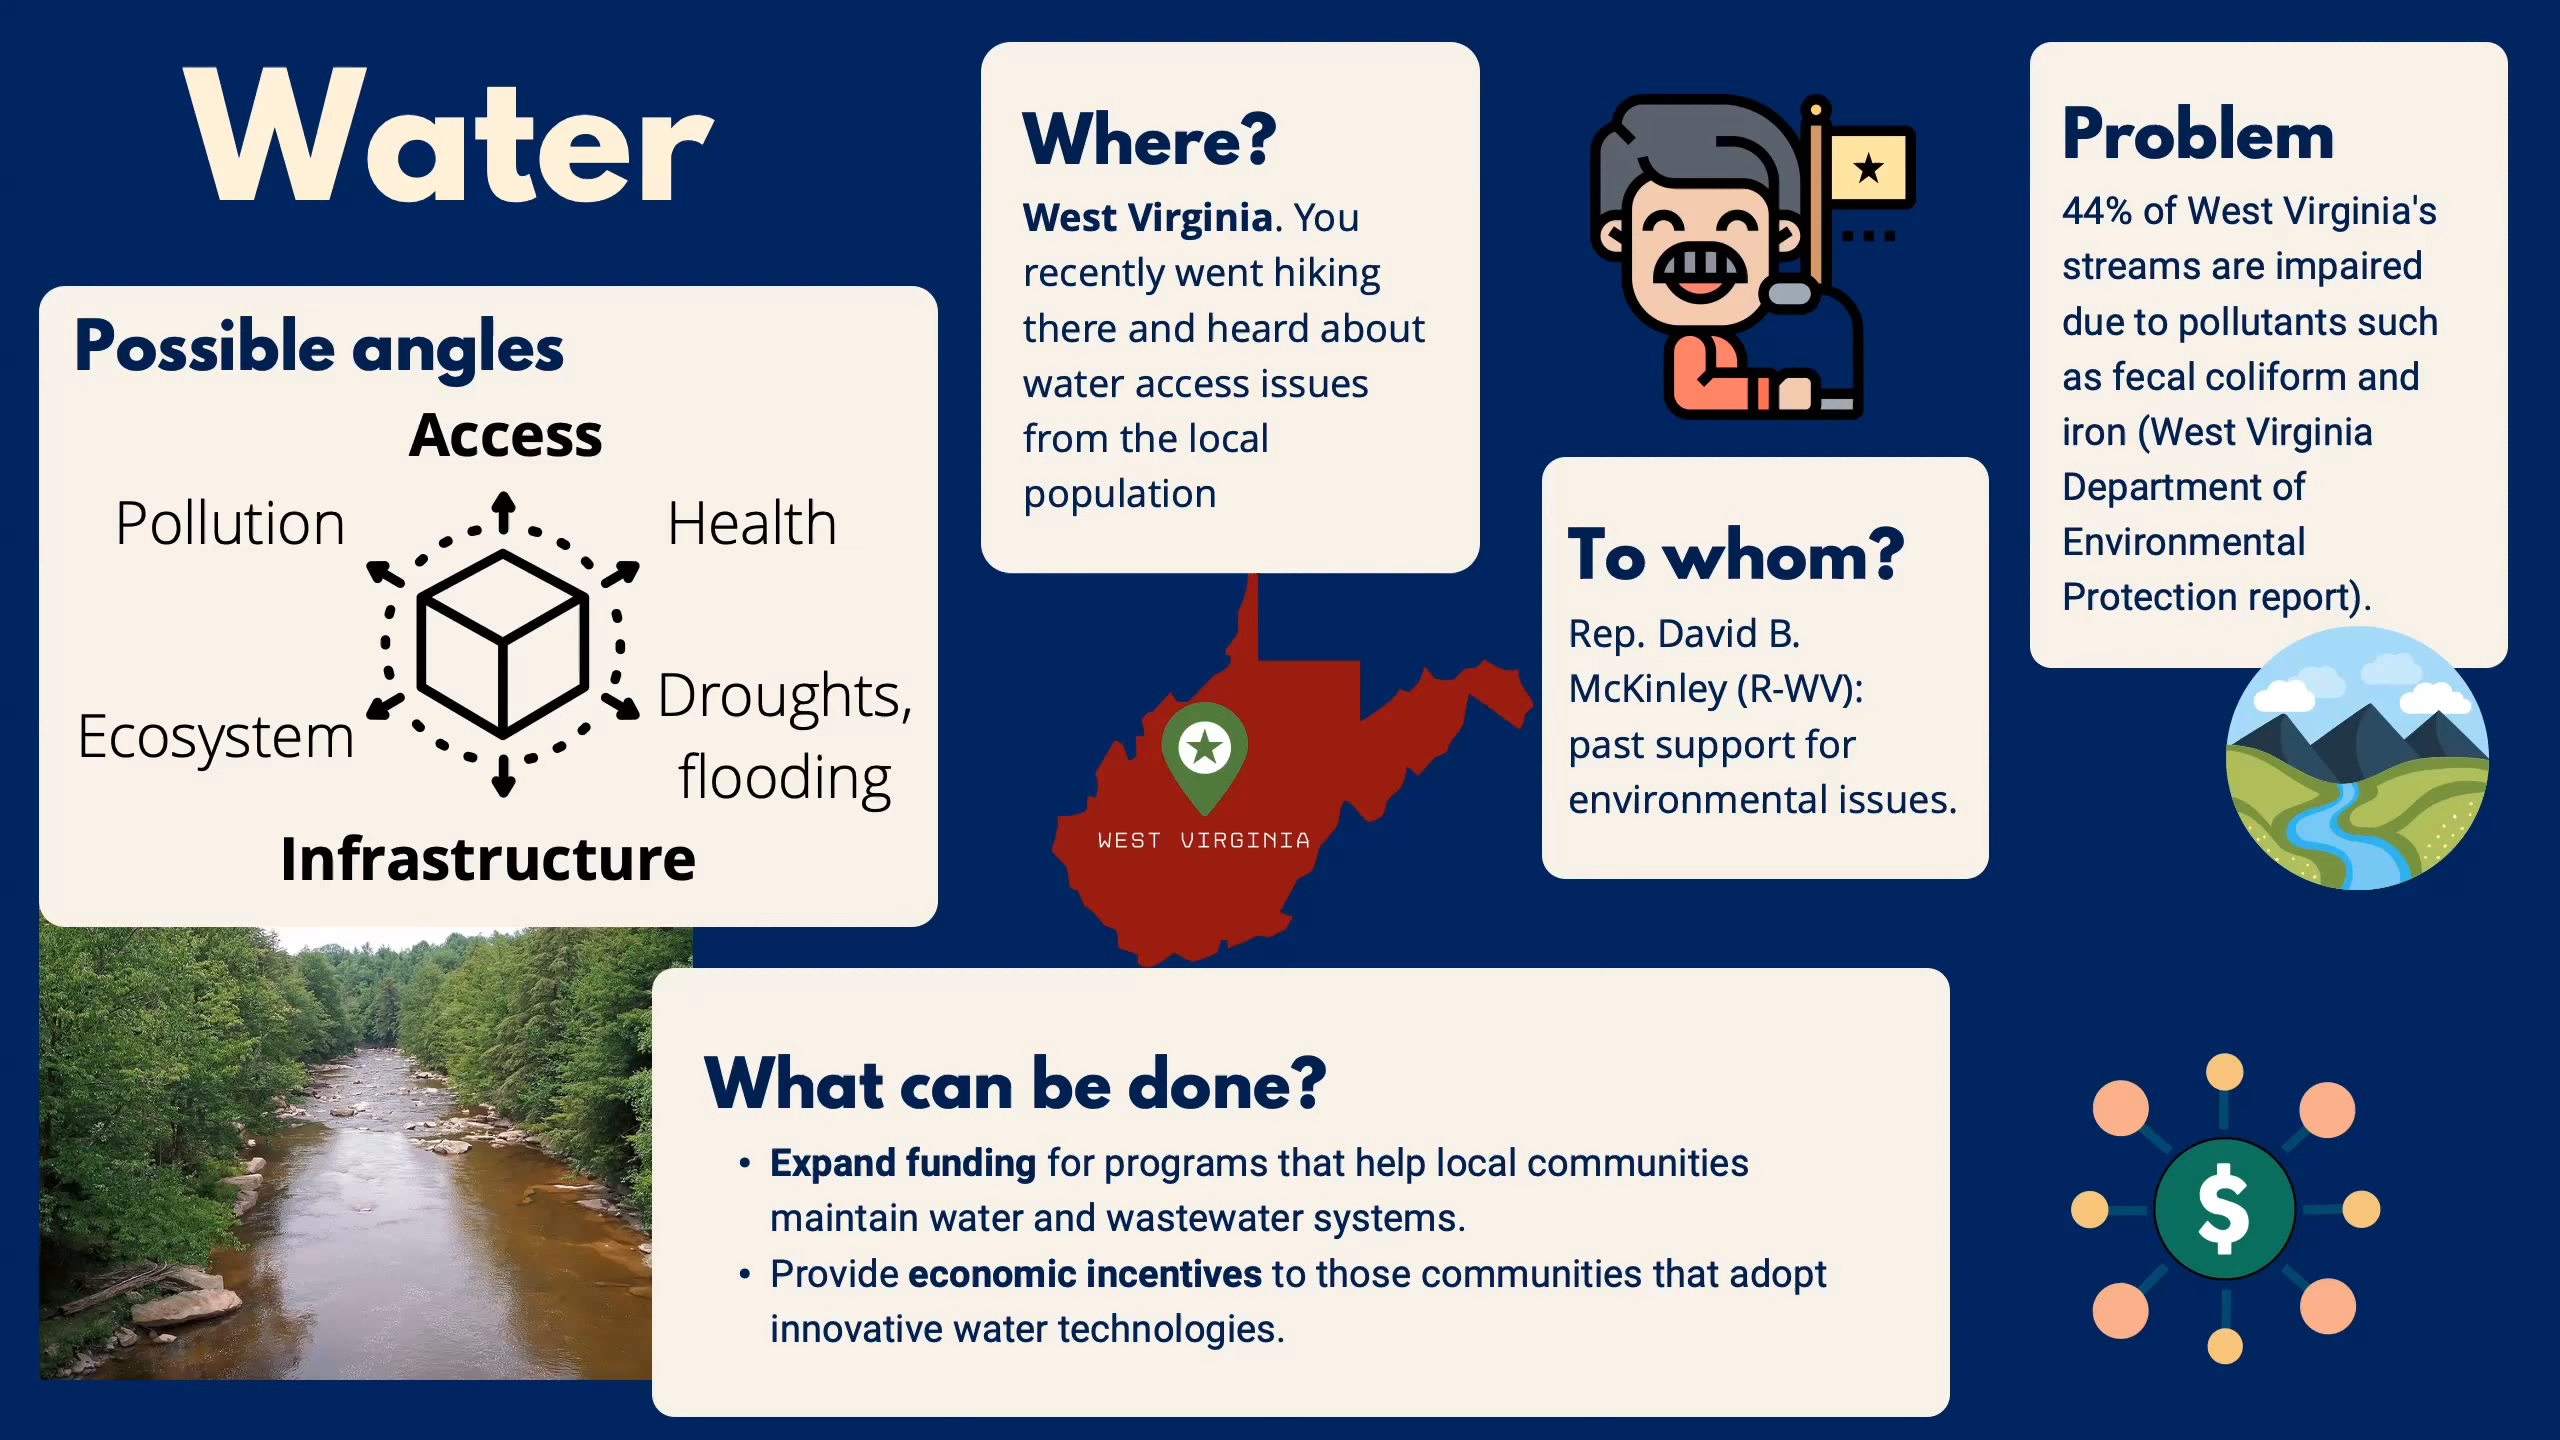 Water
Possible angles
Access
Pollution
Health
Ecosystem
Droughts,
flooding
Infrastructure
Where?
West Virginia. You
recently went hiking
there and heard about
water access issues
from the local
population
WEST VIRGINIA
To whom?
Rep. David B.
McKinley (R-WV):
past support for
environmental issues.
Problem
44% of West Virginia's
streams are impaired
due to pollutants such
as fecal coliform and
iron (West Virginia
Department of
Environmental
Protection report).
What can be done?
• Expand funding for programs that help local communities
maintain water and wastewater systems.
• Provide economic incentives to those communities that adopt
innovative water technologies.
$